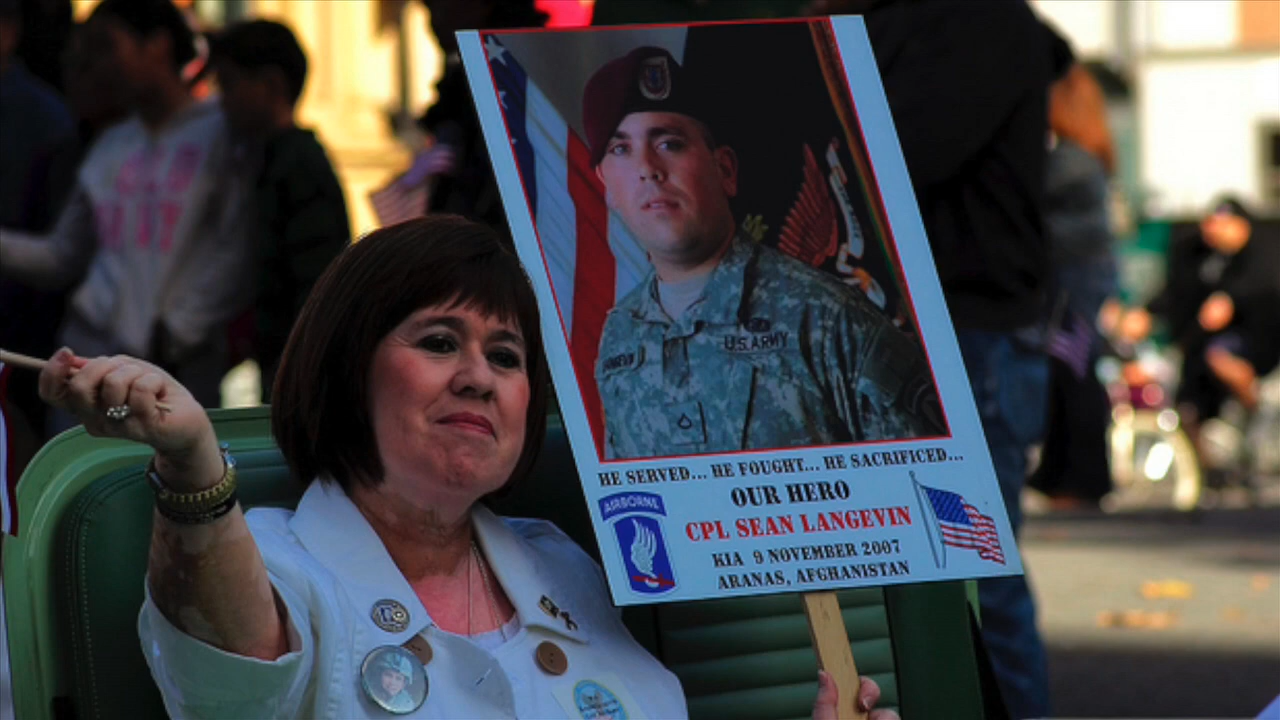 U.S. ARMY
HE SERVED... HE FOUGHT... HE SACRIFICED...
OUR HERO
AIRBORNE
CPL SEAN LANGEVIN
KIA 9 NOVEMBER 2007
ARANAS, AFGHANISTAN